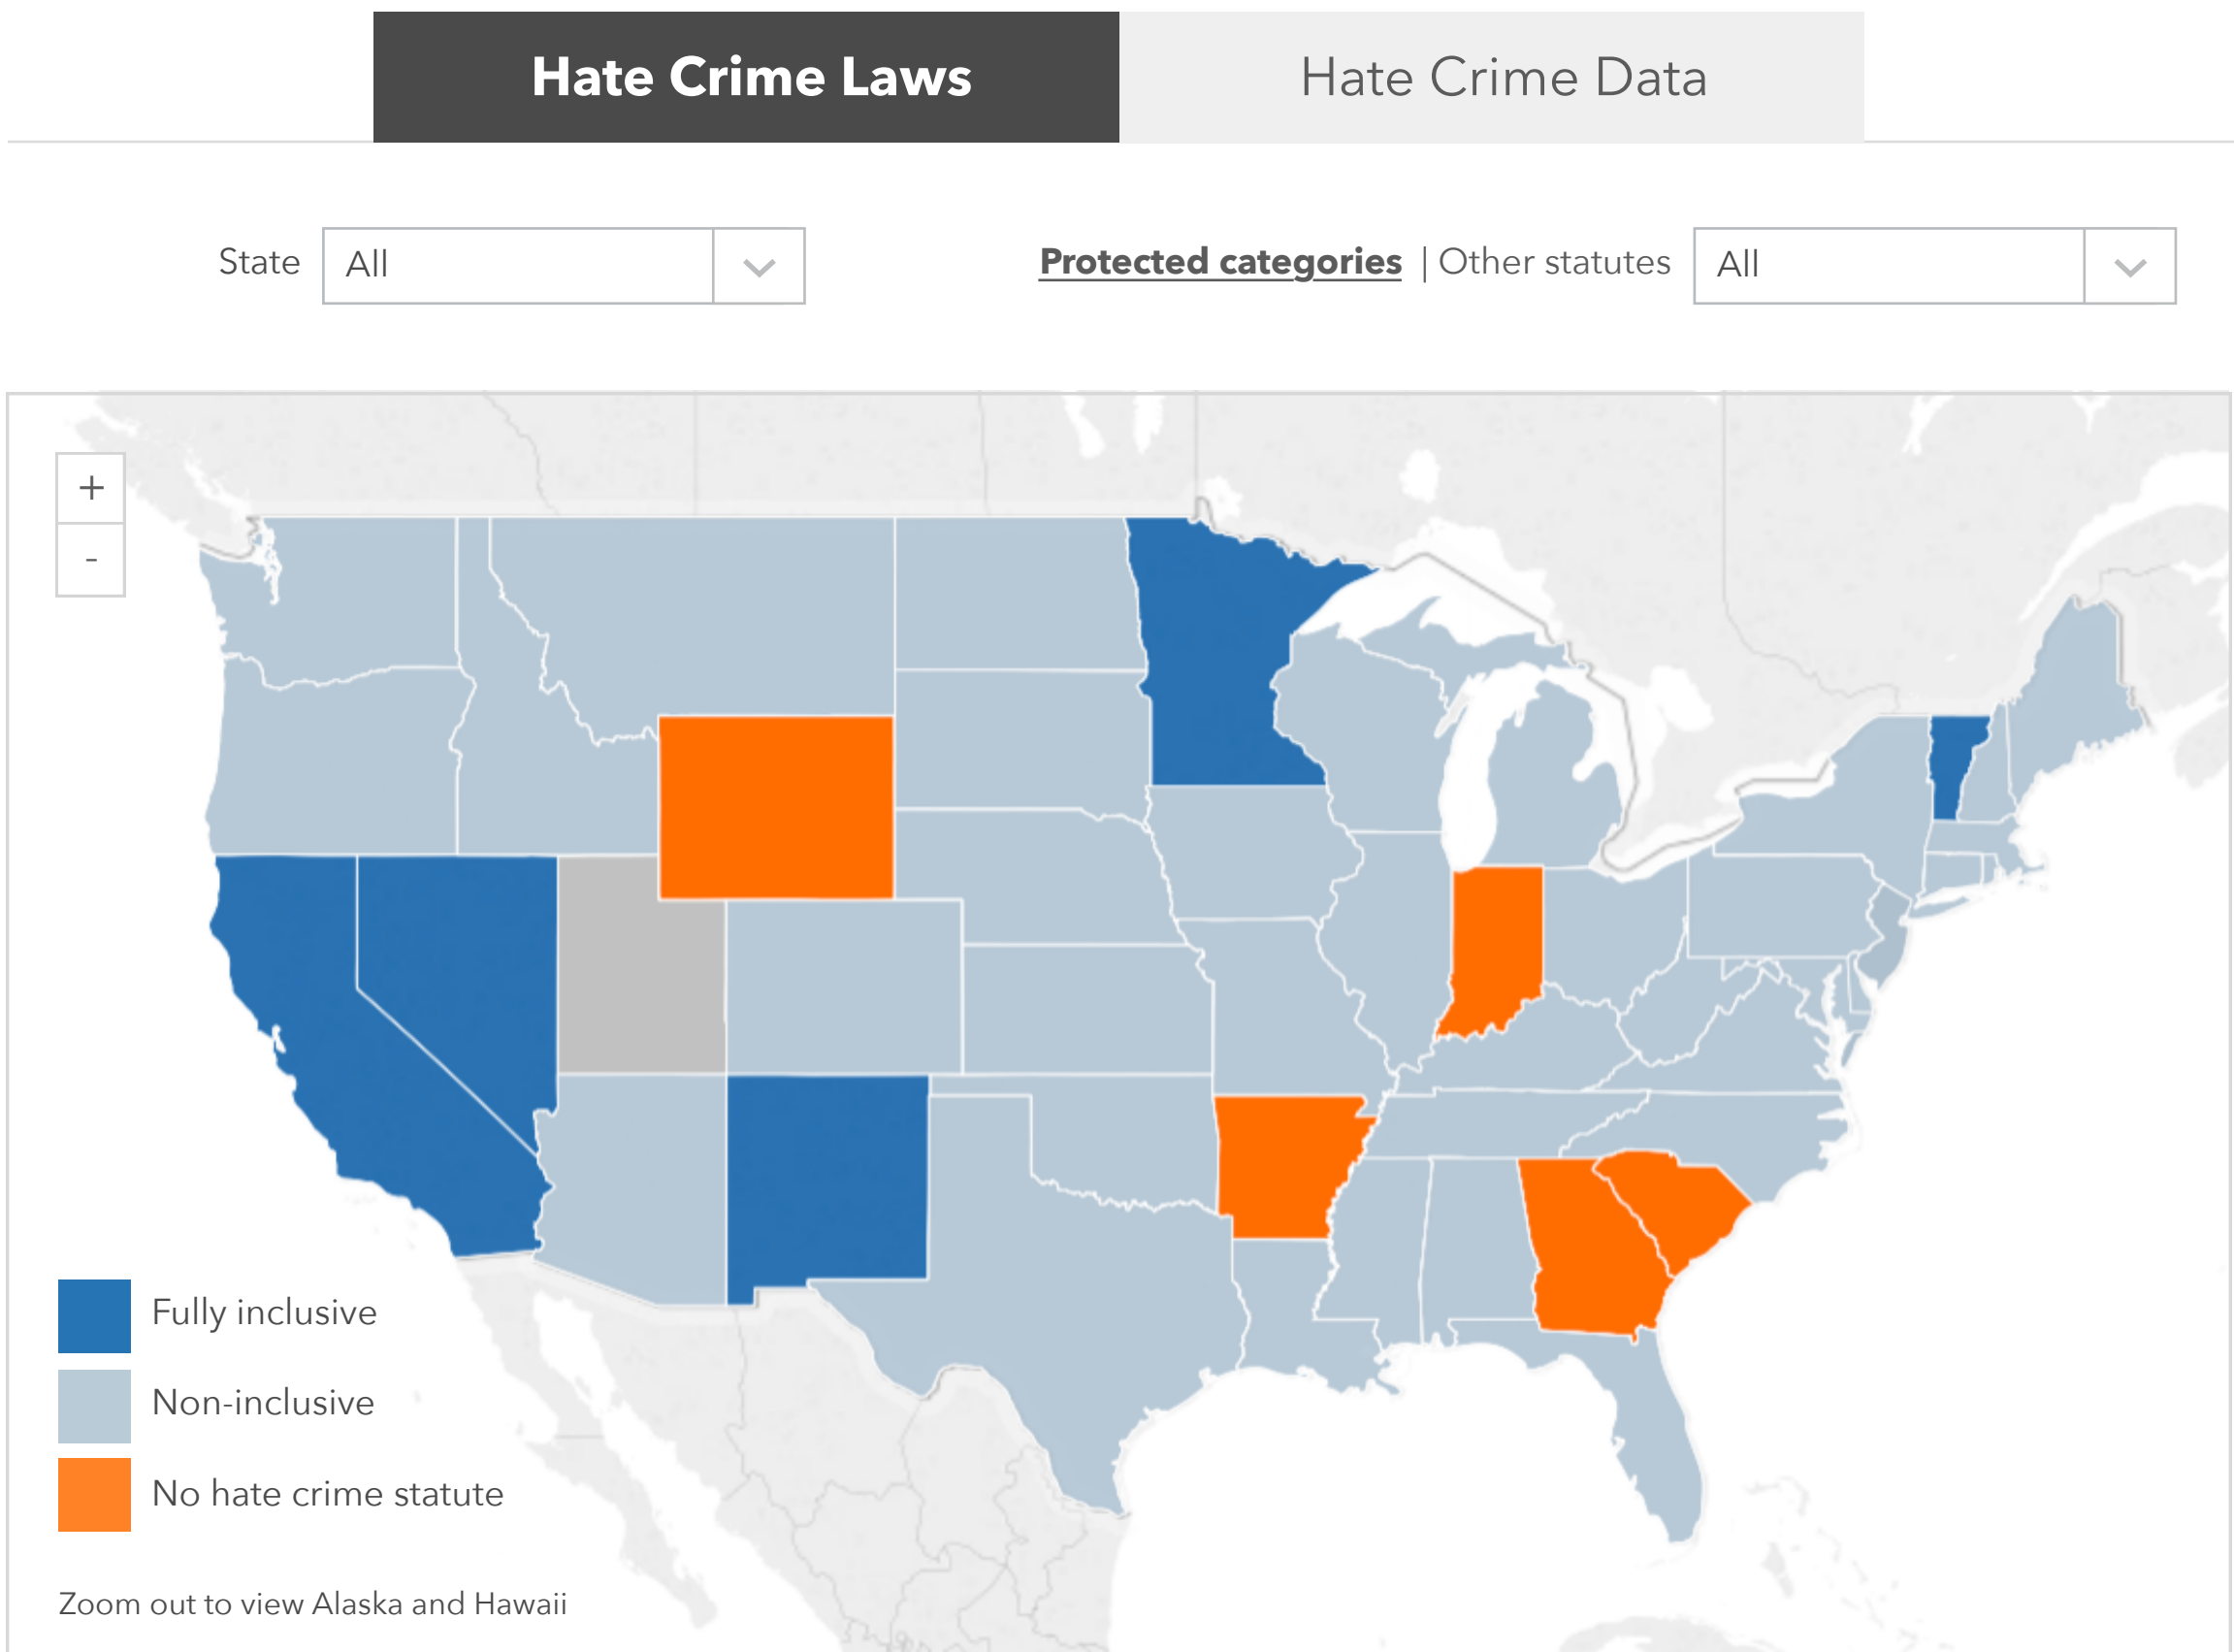 Hate Crime Laws
Hate Crime Data
State All
Protected categories | Other statutes All
+
-
Fully inclusive
Non-inclusive
No hate crime statute
Zoom out to view Alaska and Hawaii